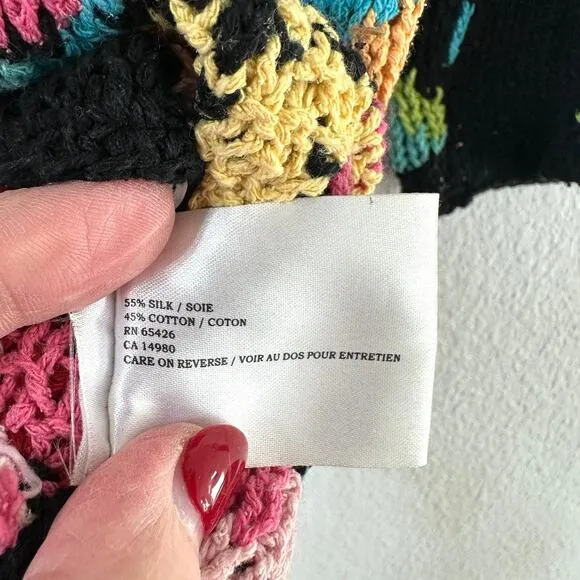 55% SILK / SOIE
45% COTTON / COTON
RN 65426
CA 14980
CARE ON REVERSE / VOIR AU DOS POUR ENTRETIEN